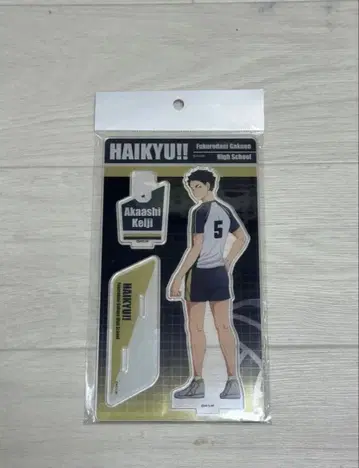 HAIKYU!!
Fukurodani Gakuen
High School
Akaashi
Keiji
5
HAIKYU!!